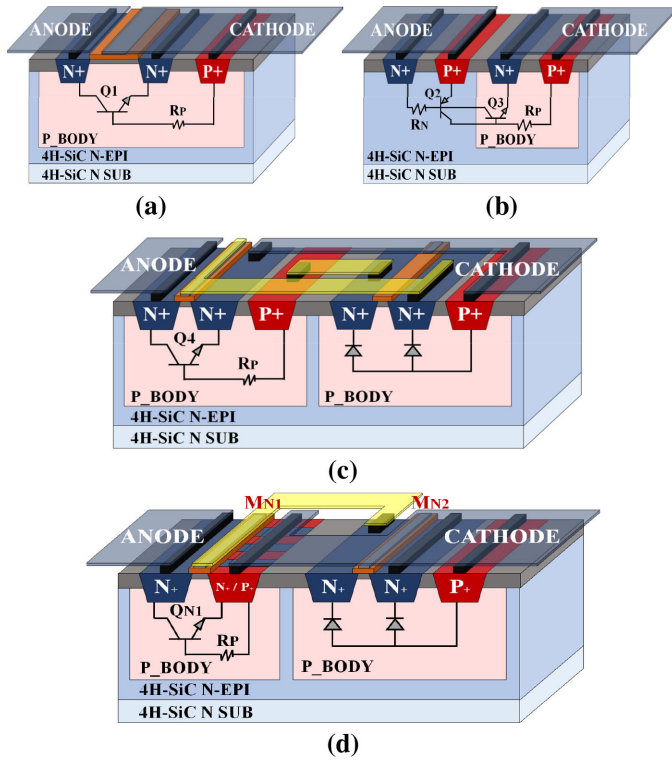 ANODE CATHODE
N+ N+ P+
Q1
RP
P_BODY
4H-SiC N-EPI
4H-SiC N SUB
(a)
ANODE CATHODE
N+ P+ N+ P+
Q2 Q3
RN RP
P_BODY
4H-SiC N-EPI
4H-SiC N SUB
(b)
ANODE CATHODE
N+ N+ P+ N+ N+ P+
Q4
RP
P_BODY P_BODY
4H-SiC N-EPI
4H-SiC N SUB
(c)
MN1 MN2
ANODE CATHODE
N+ N+ / P+ N+ N+ P+
QN1
RP
P_BODY P_BODY
4H-SiC N-EPI
4H-SiC N SUB
(d)